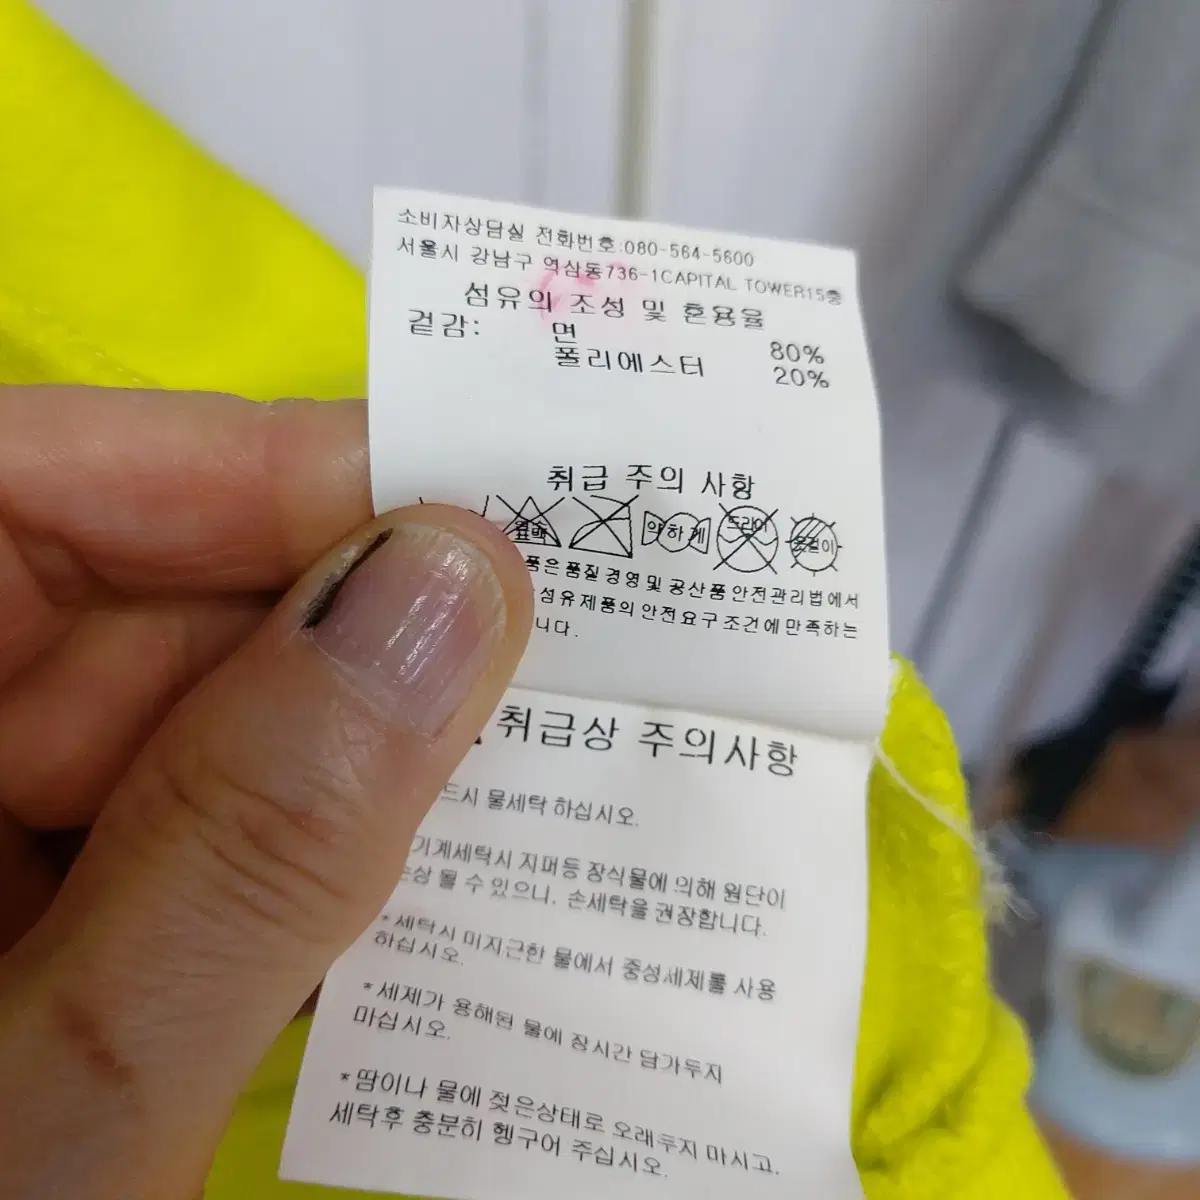 소비자상담실 전화번호:080-564-5600
서울시 강남구 역삼동736-1CAPITAL TOWER15층
섬유의 조성 및 혼용율
겉감: 면 80%
폴리에스터 20%
취급 주의 사항
염소 표백 약하게 드라이 옷걸이
품은품질경영및 공산품안전관리법에서
섬유제품의안전요구조건에만족하는
니다.
취급상 주의사항
드시 물세탁 하십시오.
기계세탁시 지퍼등 장식물에 의해 원단이
손상 될 수 있으니, 손세탁을 권장합니다.
*세탁시 미지근한 물에서 중성세제를 사용
하십시오.
*세제가 용해된 물에 장시간 담가두지
마십시오.
*땀이나 물에 젖은상태로 오래두지 마시고,
세탁후 충분히 헹구어 주십시오.